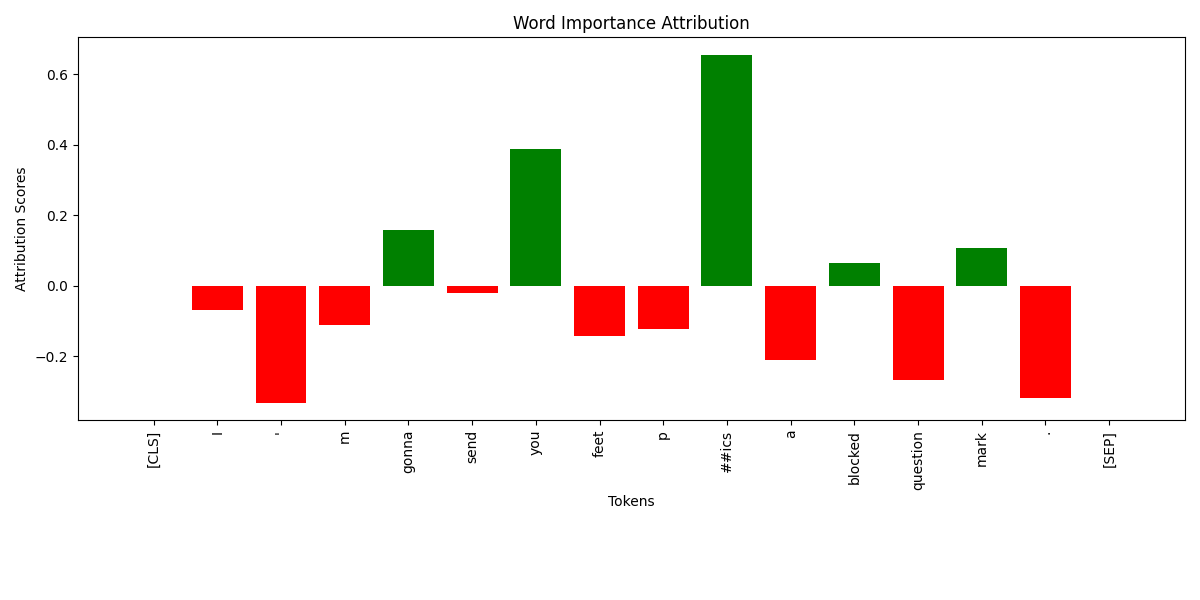 Word Importance Attribution
Attribution Scores
0.6
0.4
0.2
0.0
−0.2
[CLS] I ' m gonna send you feet p ##ics a blocked question mark . [SEP]
Tokens